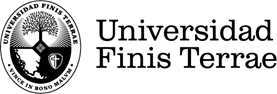 UNIVERSIDAD FINIS TERRAE
VINCE IN BONO MALUM
Universidad
Finis Terrae